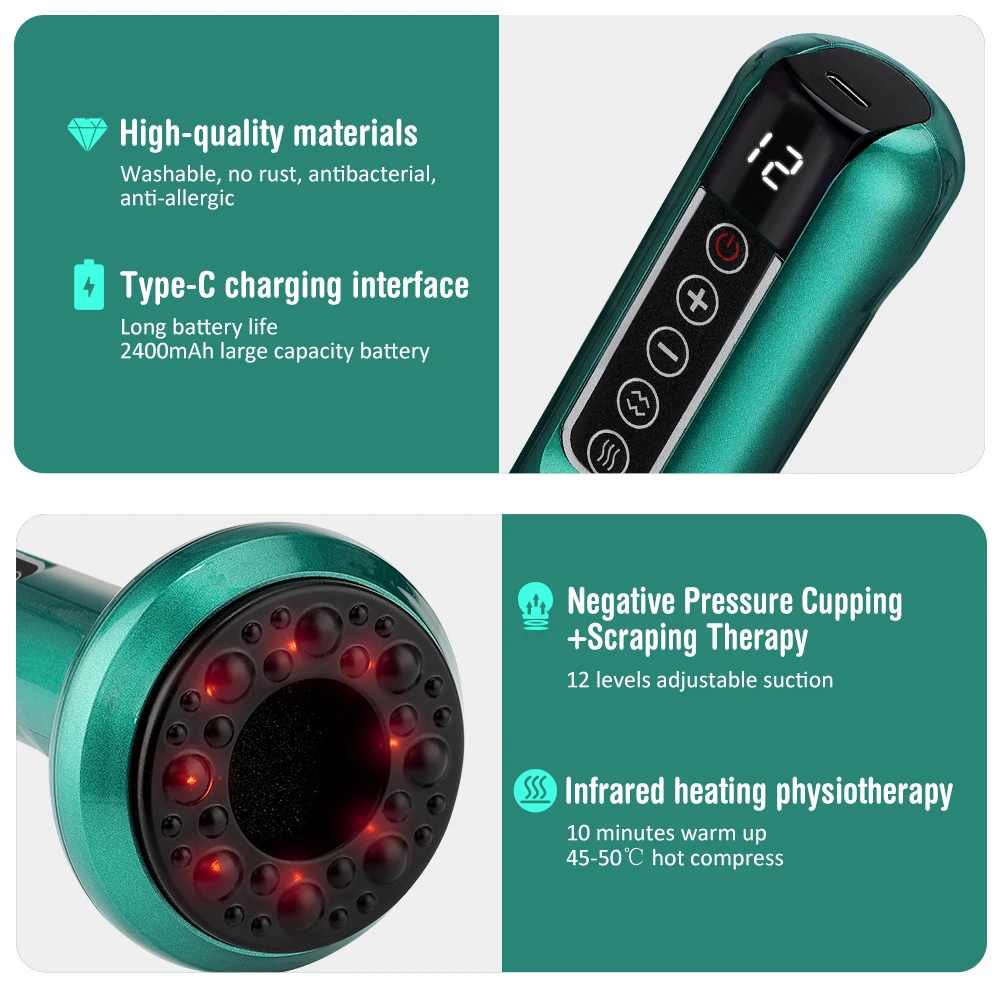 High-quality materials
Washable, no rust, antibacterial,
anti-allergic
Type-C charging interface
Long battery life
2400mAh large capacity battery
12
Negative Pressure Cupping
+Scraping Therapy
12 levels adjustable suction
Infrared heating physiotherapy
10 minutes warm up
45-50℃ hot compress